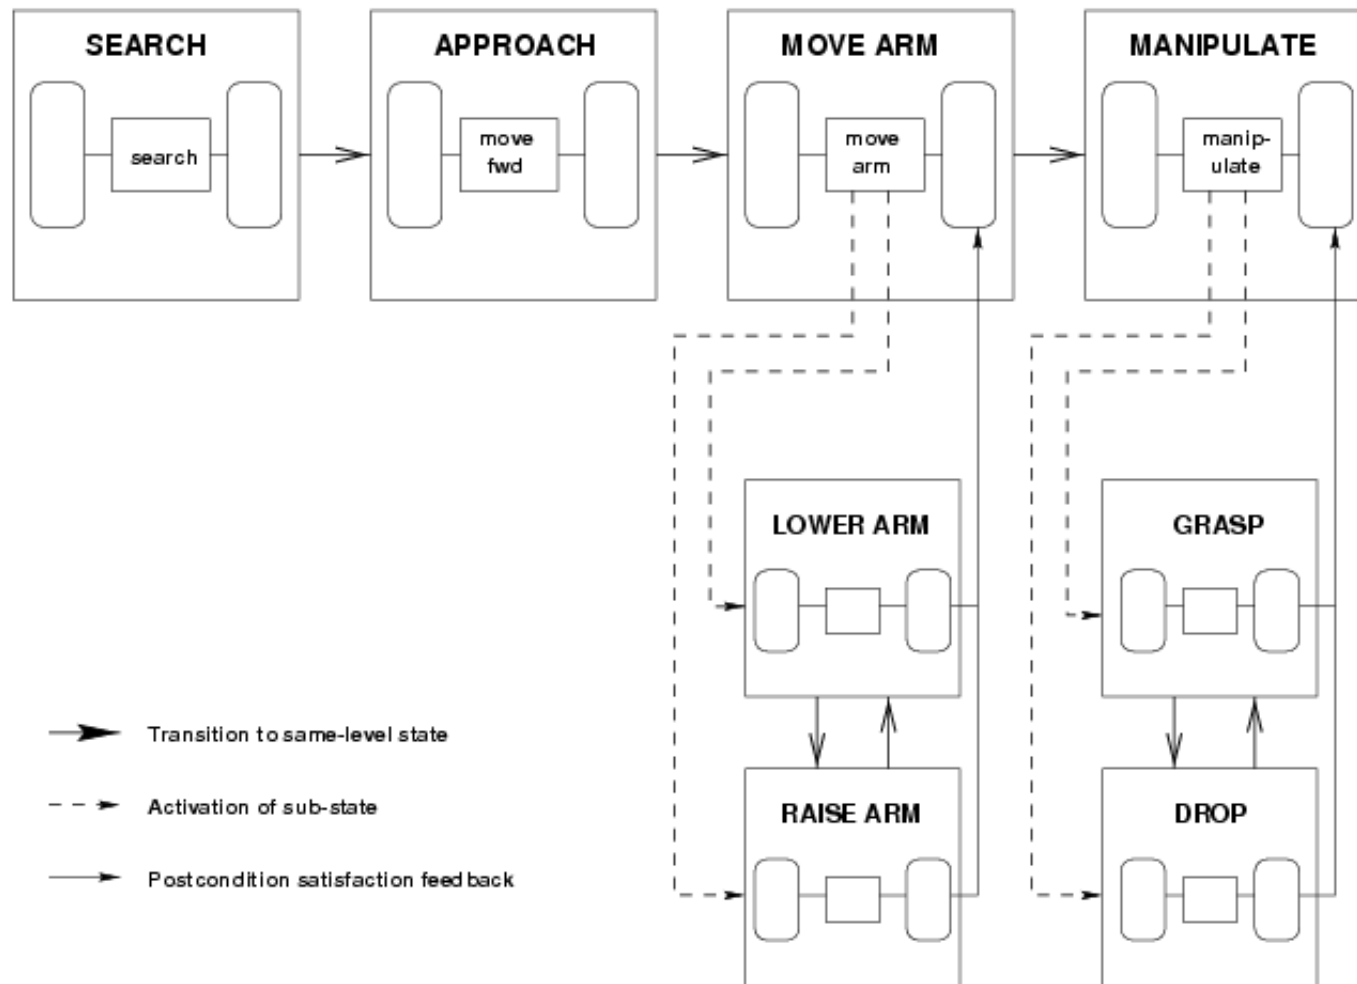 SEARCH
APPROACH
MOVE ARM
MANIPULATE
search
move
fwd
move
arm
manip-
ulate
LOWER ARM
GRASP
RAISE ARM
DROP
Transition to same-level state
Activation of sub-state
Postcondition satisfaction feedback